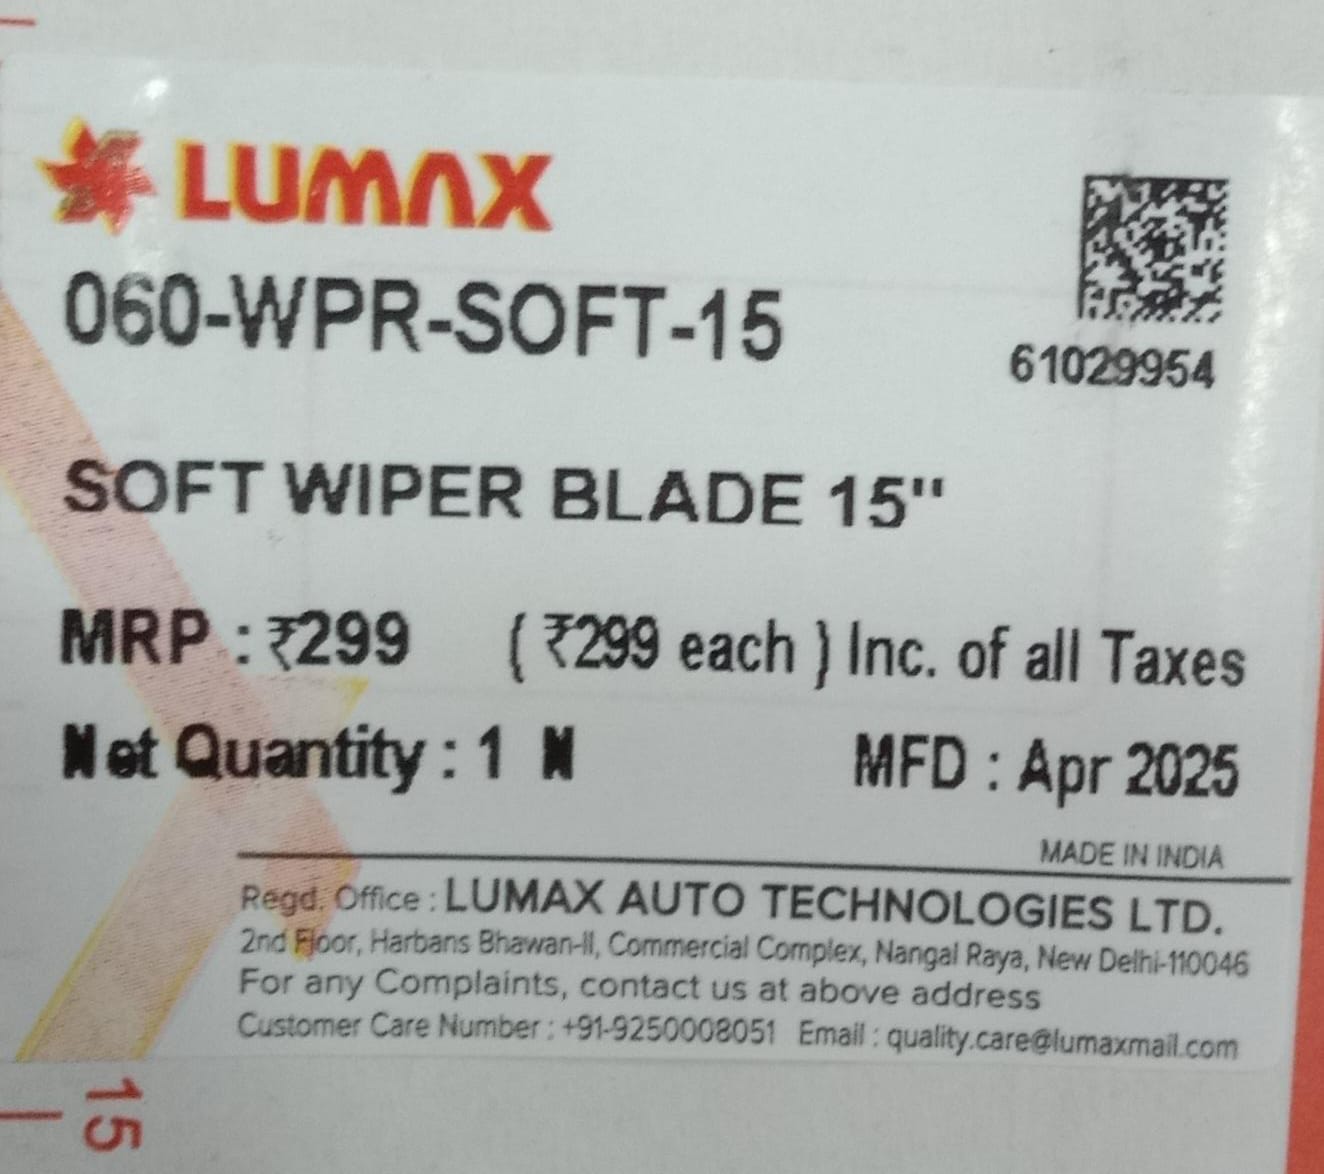 LUMAX
060-WPR-SOFT-15
61029954
SOFT WIPER BLADE 15"
MRP : ₹299 ( ₹299 each ) Inc. of all Taxes
Net Quantity : 1 N MFD : Apr 2025
MADE IN INDIA
Regd. Office : LUMAX AUTO TECHNOLOGIES LTD.
2nd Floor, Harbans Bhawan-II, Commercial Complex, Nangal Raya, New Delhi-110046
For any Complaints, contact us at above address
Customer Care Number : +91-9250008051 Email : quality.care@lumaxmail.com
15